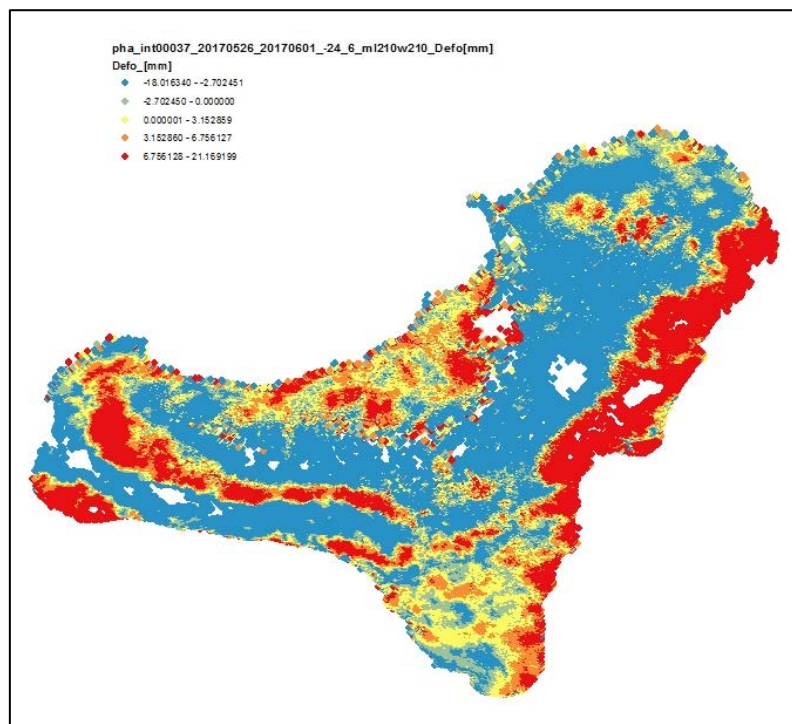 pha_int00037_20170526_20170601_-24_6_ml210w210_Defo[mm]
Defo_[mm]
-18.016340 - -2.702451
-2.702450 - 0.000000
0.000001 - 3.152859
3.152860 - 6.756127
6.756128 - 21.169199